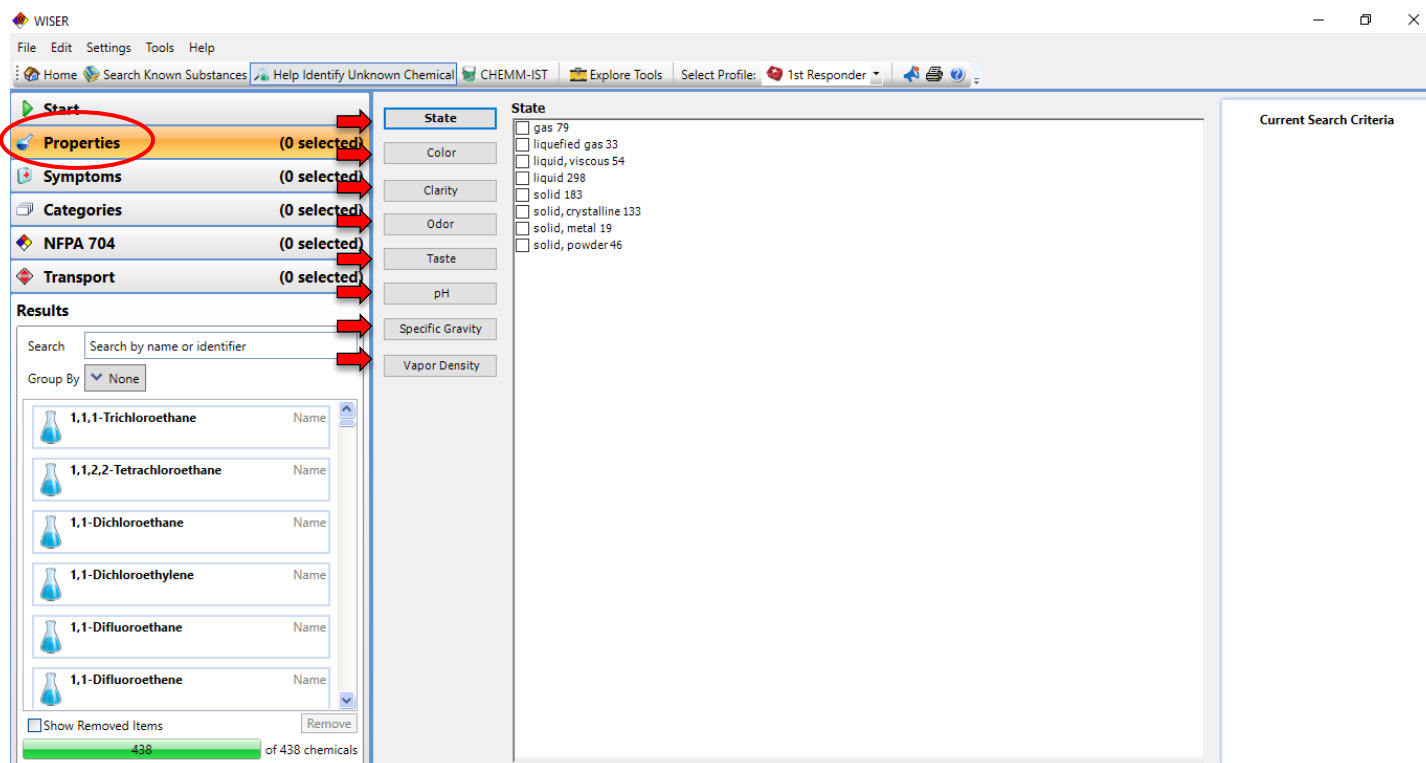 WISER
File Edit Settings Tools Help
Home Search Known Substances Help Identify Unknown Chemical CHEMM-IST Explore Tools Select Profile: 1st Responder
Start
Properties (0 selected)
Symptoms (0 selected)
Categories (0 selected)
NFPA 704 (0 selected)
Transport (0 selected)
Results
Search Search by name or identifier
Group By None
1,1,1-Trichloroethane Name
1,1,2,2-Tetrachloroethane Name
1,1-Dichloroethane Name
1,1-Dichloroethylene Name
1,1-Difluoroethane Name
1,1-Difluoroethene Name
Show Removed Items Remove
438 of 438 chemicals
State
Color
Clarity
Odor
Taste
pH
Specific Gravity
Vapor Density
State
gas 79
liquefied gas 33
liquid, viscous 54
liquid 298
solid 183
solid, crystalline 133
solid, metal 19
solid, powder 46
Current Search Criteria